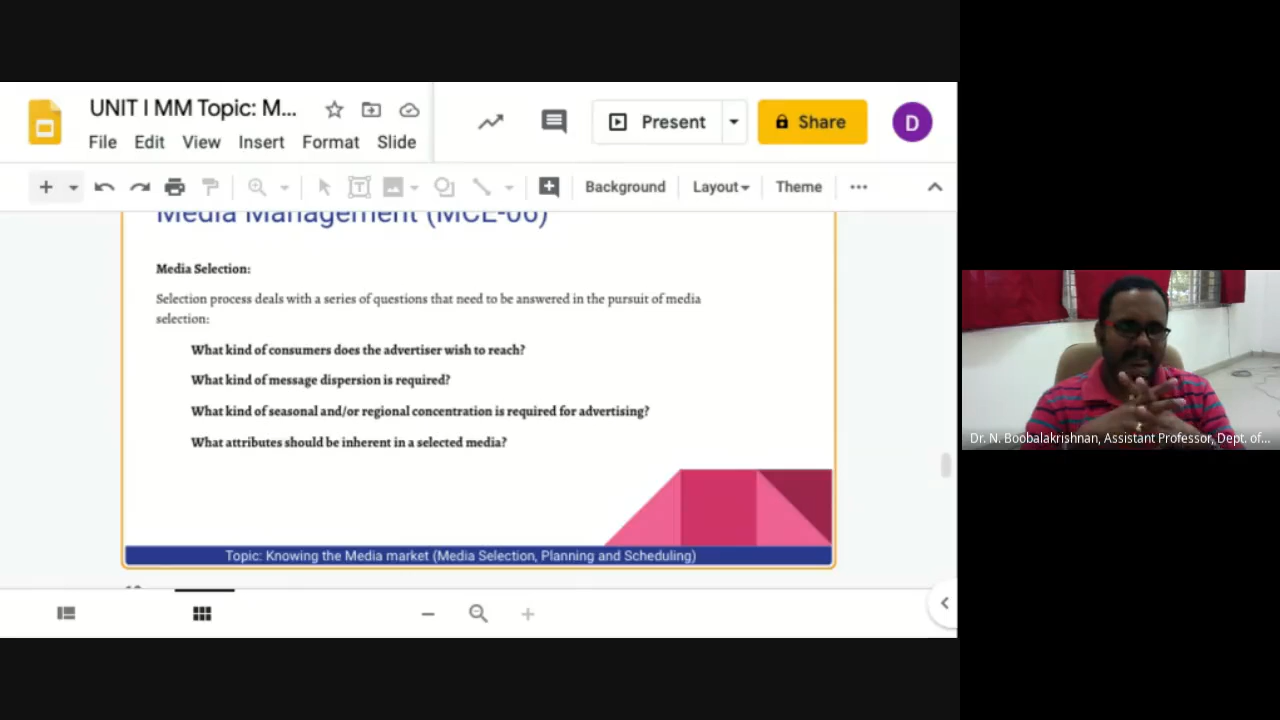 UNIT I MM Topic: M...
File Edit View Insert Format Slide
Present
Share
D
Background Layout Theme
Media Management (MCE-06)
Media Selection:
Selection process deals with a series of questions that need to be answered in the pursuit of media
selection:
What kind of consumers does the advertiser wish to reach?
What kind of message dispersion is required?
What kind of seasonal and/or regional concentration is required for advertising?
What attributes should be inherent in a selected media?
Topic: Knowing the Media market (Media Selection, Planning and Scheduling)
Dr. N. Boobalakrishnan, Assistant Professor, Dept. of...